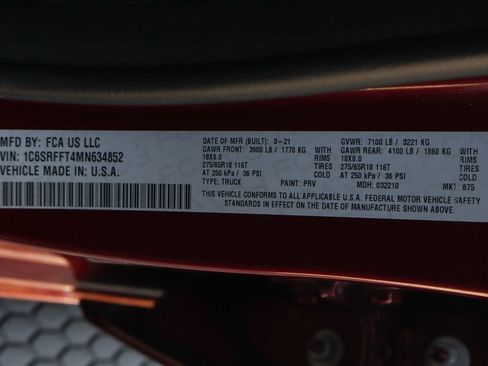 MFD BY: FCA US LLC
VIN: 1C6SRFFT4MN634852
VEHICLE MADE IN: U.S.A.
DATE OF MFR (BUILT): 3-21 GVWR: 7100 LB / 3221 KG
GAWR FRONT: 3900 LB / 1770 KG GAWR REAR: 4100 LB / 1860 KG
18X8.0 RIMS 18X8.0 RIMS
275/65R18 116T TIRES 275/65R18 116T TIRES
AT 250 kPa / 36 PSI COLD AT 250 kPa / 36 PSI COLD
TYPE: TRUCK PAINT: PRV MDH: 032210 MKT: 875
THIS VEHICLE CONFORMS TO ALL APPLICABLE U.S.A. FEDERAL MOTOR VEHICLE SAFETY
STANDARDS IN EFFECT ON THE DATE OF MANUFACTURE SHOWN ABOVE.